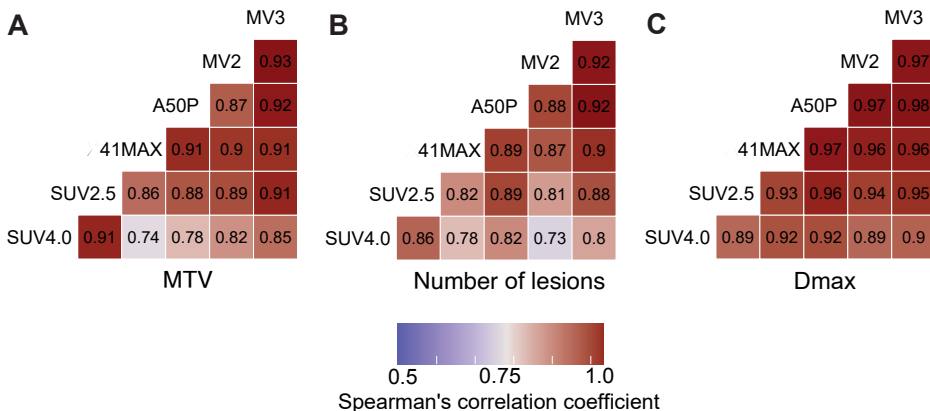 A
MV3
MV2 0.93
A50P 0.87 0.92
41MAX 0.91 0.9 0.91
SUV2.5 0.86 0.88 0.89 0.91
SUV4.0 0.91 0.74 0.78 0.82 0.85
MTV
B
MV3
MV2 0.92
A50P 0.88 0.92
41MAX 0.89 0.87 0.9
SUV2.5 0.82 0.89 0.81 0.88
SUV4.0 0.86 0.78 0.82 0.73 0.8
Number of lesions
C
MV3
MV2 0.97
A50P 0.97 0.98
41MAX 0.97 0.96 0.96
SUV2.5 0.93 0.96 0.94 0.95
SUV4.0 0.89 0.92 0.92 0.89 0.9
Dmax
0.5 0.75 1.0
Spearman's correlation coefficient